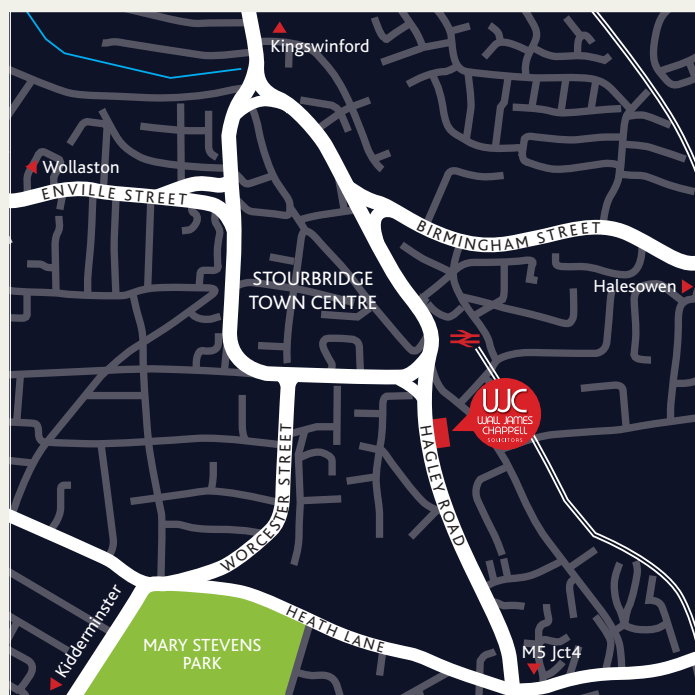 Kingswinford
Wollaston
ENVILLE STREET
BIRMINGHAM STREET
STOURBRIDGE
TOWN CENTRE
Halesowen
WJC
WALL JAMES
CHAPPELL
SOLICITORS
HAGLEY ROAD
WORCESTER STREET
Kidderminster
HEATH LANE
MARY STEVENS
PARK
M5 Jct4